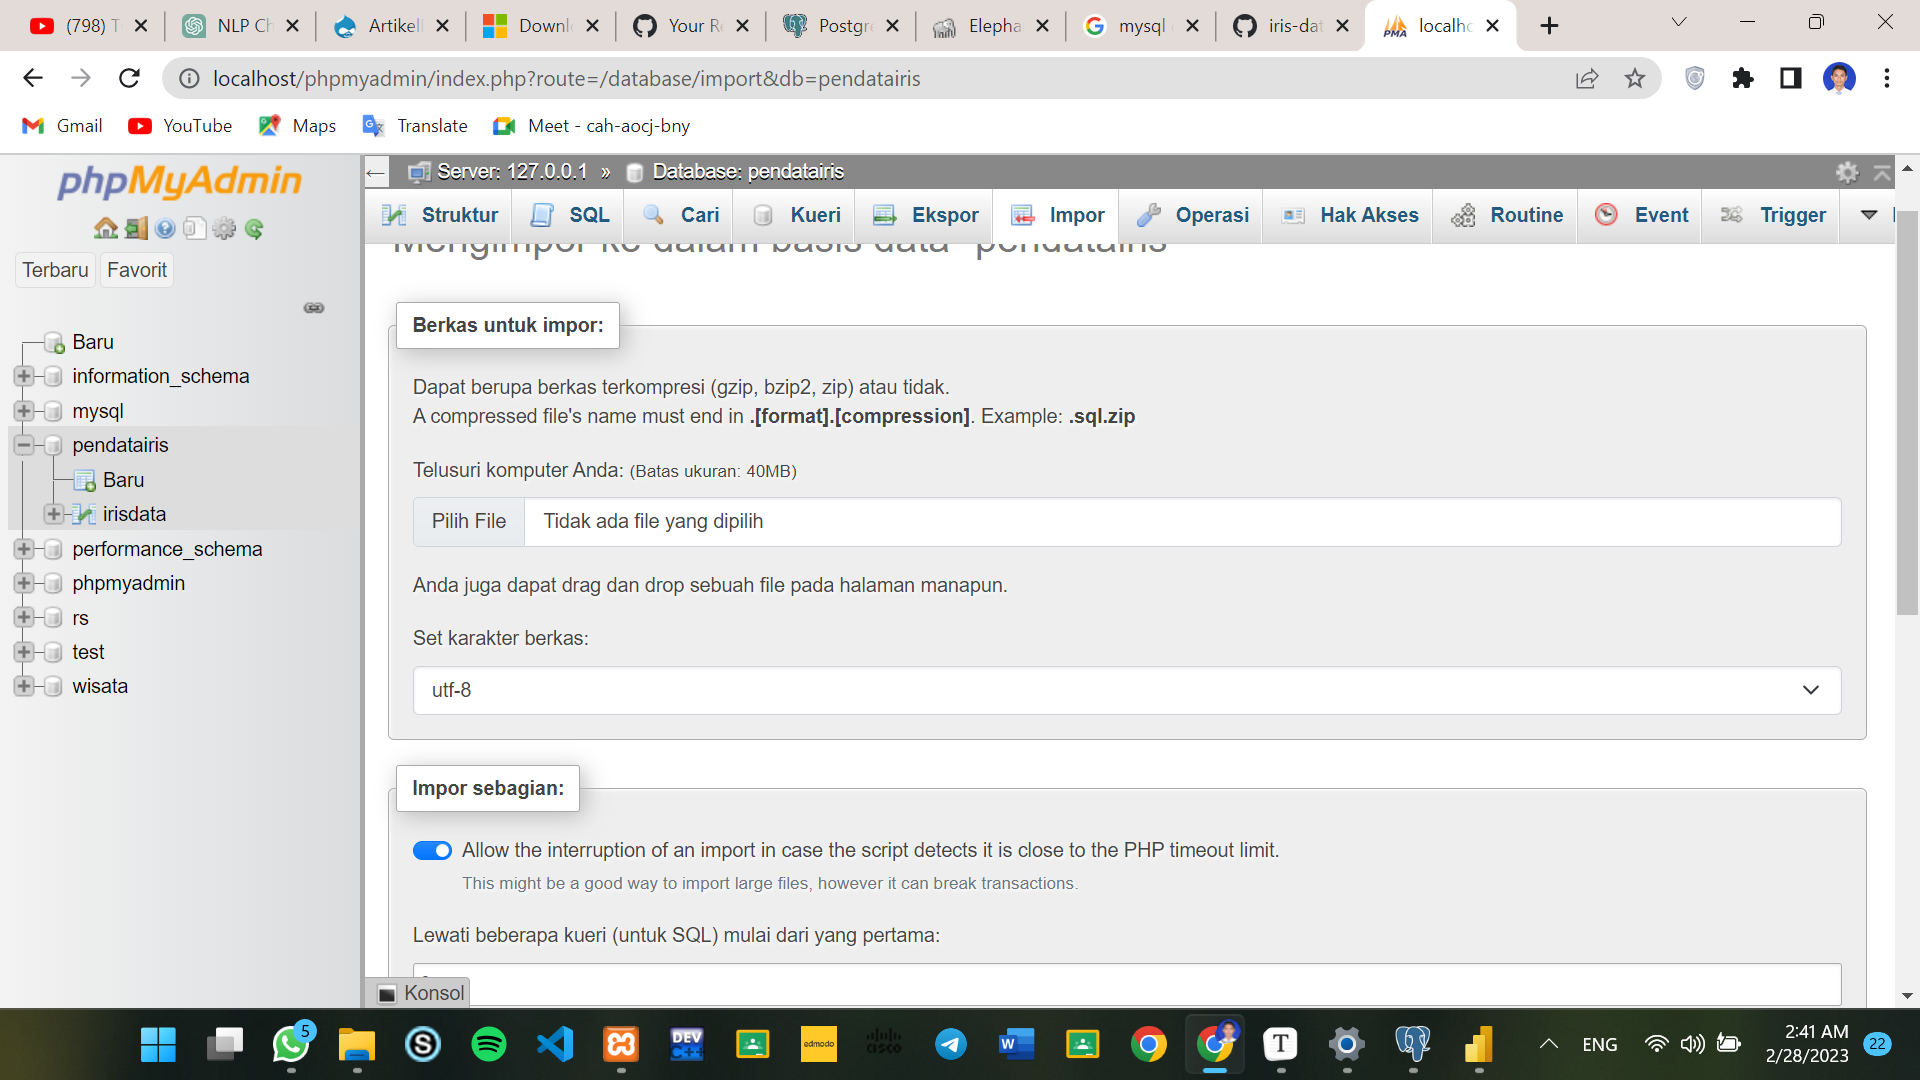 (798) T
NLP Ch
Artikel
Downl
Your Re
Postgre
Elepha
mysql
iris-dat
localho
localhost/phpmyadmin/index.php?route=/database/import&db=pendatairis
Gmail
YouTube
Maps
Translate
Meet - cah-aocj-bny
phpMyAdmin
Terbaru
Favorit
Baru
information_schema
mysql
pendatairis
Baru
irisdata
performance_schema
phpmyadmin
rs
test
wisata
Server: 127.0.0.1 » Database: pendatairis
Struktur
SQL
Cari
Kueri
Ekspor
Impor
Operasi
Hak Akses
Routine
Event
Trigger
Mengimpor ke dalam basis data "pendatairis"
Berkas untuk impor:
Dapat berupa berkas terkompresi (gzip, bzip2, zip) atau tidak.
A compressed file's name must end in .[format].[compression]. Example: .sql.zip
Telusuri komputer Anda: (Batas ukuran: 40MB)
Pilih File
Tidak ada file yang dipilih
Anda juga dapat drag dan drop sebuah file pada halaman manapun.
Set karakter berkas:
utf-8
Impor sebagian:
Allow the interruption of an import in case the script detects it is close to the PHP timeout limit.
This might be a good way to import large files, however it can break transactions.
Lewati beberapa kueri (untuk SQL) mulai dari yang pertama:
Konsol
5
DEV C++
edmodo
cisco
ENG
2:41 AM
2/28/2023
22